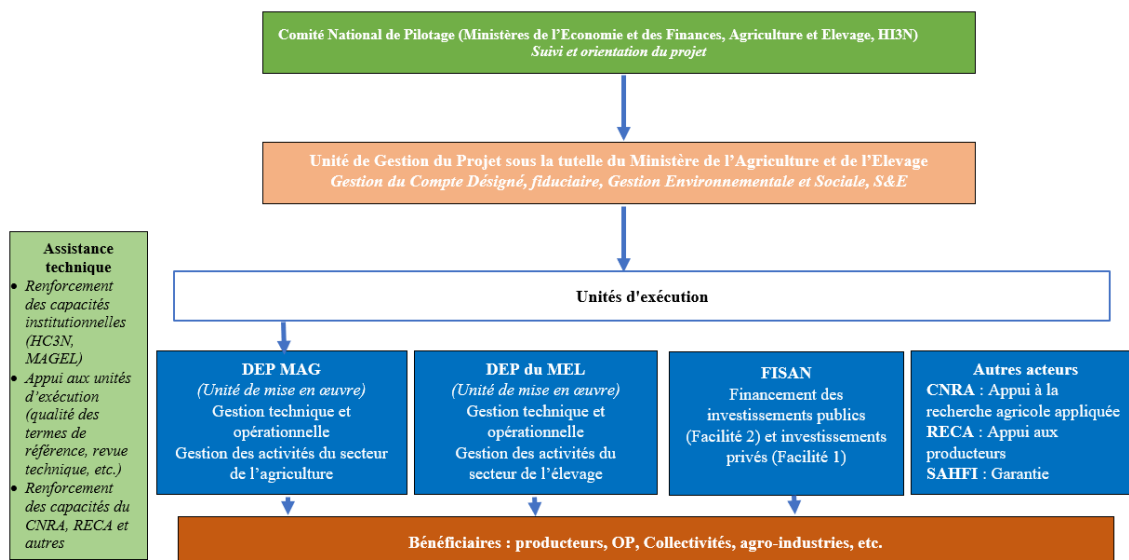 Comité National de Pilotage (Ministères de l'Economie et des Finances, Agriculture et Elevage, HI3N)
Suivi et orientation du projet
Unité de Gestion du Projet sous la tutelle du Ministère de l'Agriculture et de l'Elevage
Gestion du Compte Désigné, fiduciaire, Gestion Environnementale et Sociale, S&E
Assistance
technique
• Renforcement
des capacités
institutionnelles
(HC3N,
MAGEL)
• Appui aux unités
d'exécution
(qualité des
termes de
référence, revue
technique, etc.)
• Renforcement
des capacités du
CNRA, RECA et
autres
Unités d'exécution
DEP MAG
(Unité de mise en œuvre)
Gestion technique et
opérationnelle
Gestion des activités du secteur
de l'agriculture
DEP du MEL
(Unité de mise en œuvre)
Gestion technique et
opérationnelle
Gestion des activités du
secteur de l'élevage
FISAN
Financement des
investissements publics
(Facilité 2) et investissements
privés (Facilité 1)
Autres acteurs
CNRA : Appui à la
recherche agricole appliquée
RECA : Appui aux
producteurs
SAHFI : Garantie
Bénéficiaires : producteurs, OP, Collectivités, agro-industries, etc.